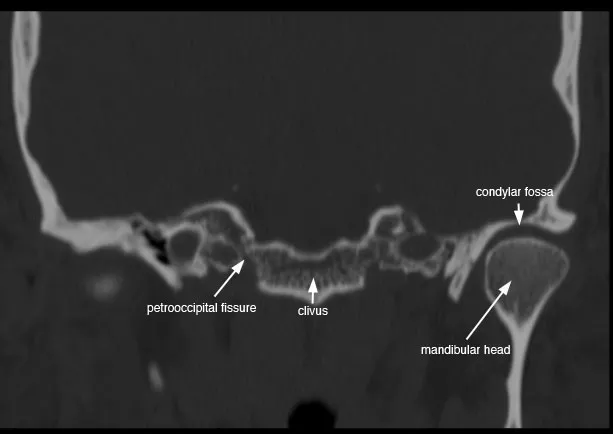 condylar fossa
petrooccipital fissure
clivus
mandibular head